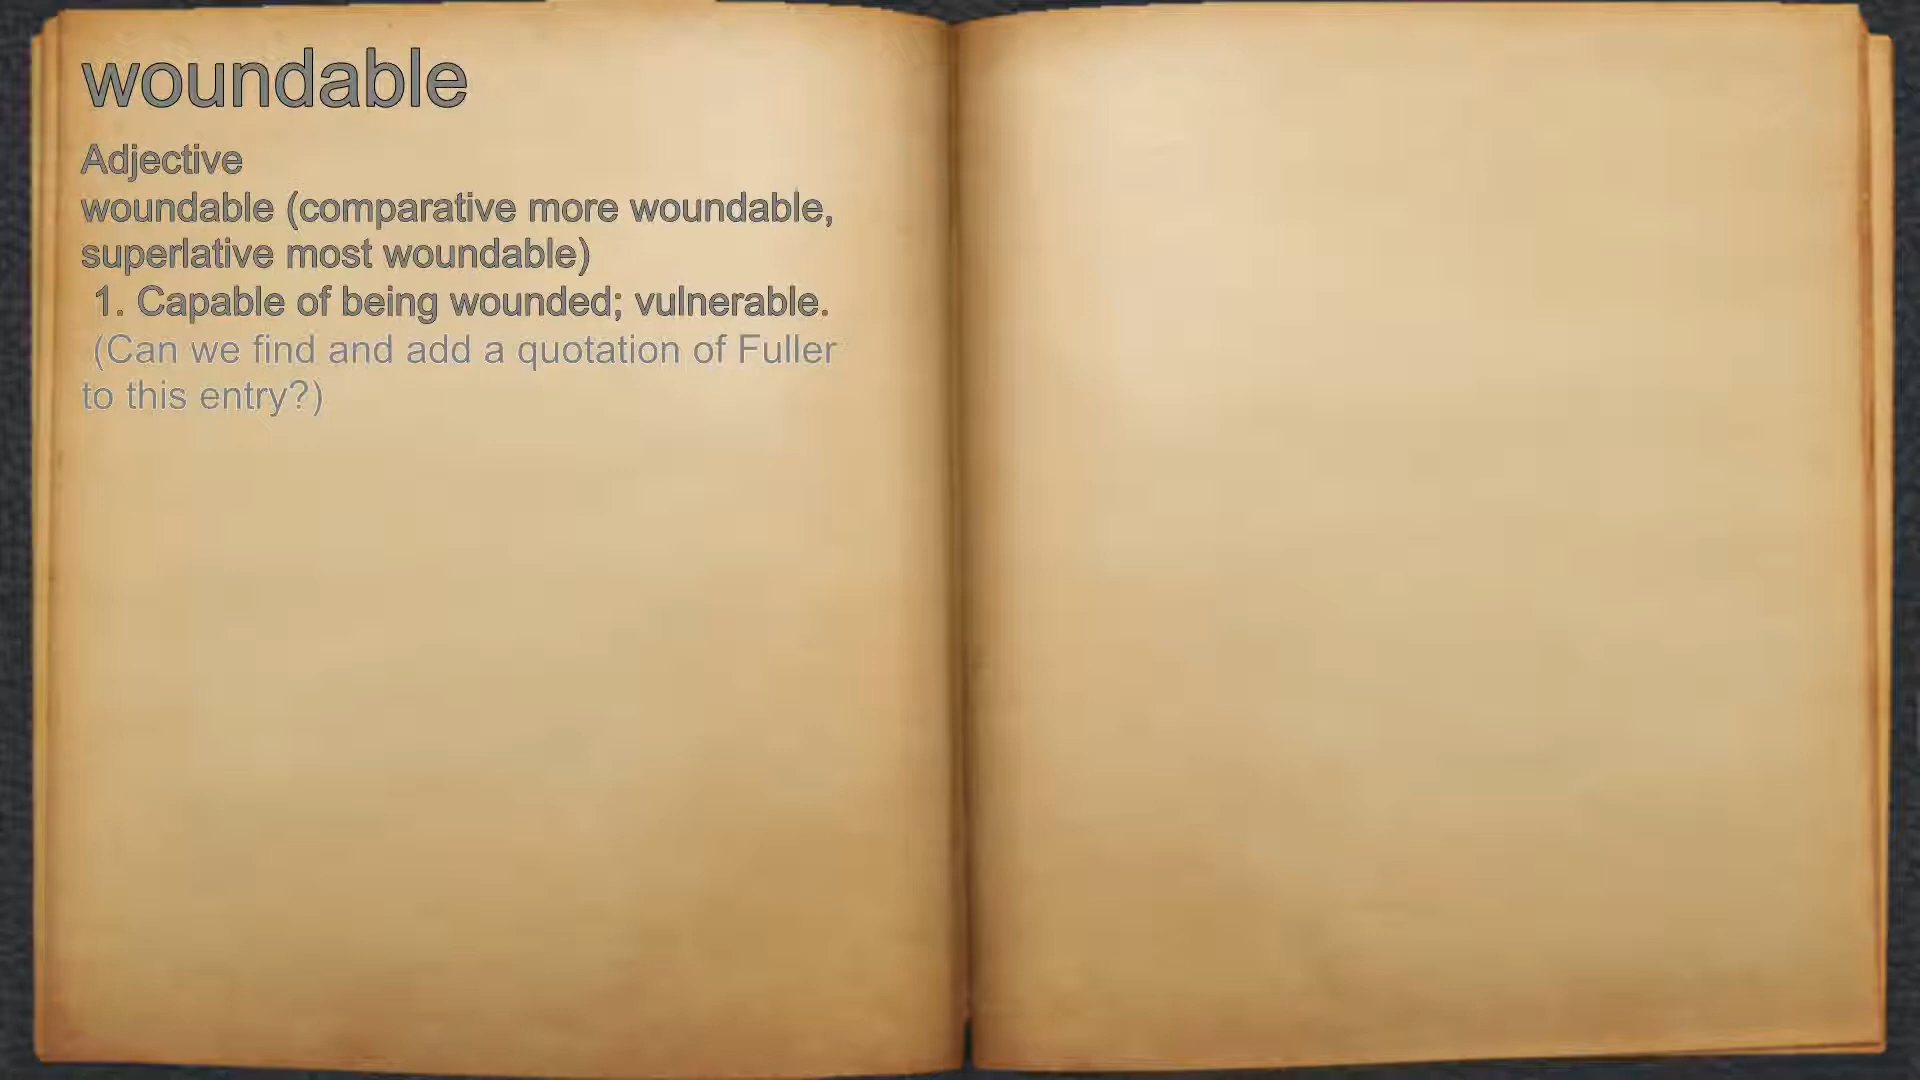 woundable
Adjective
woundable (comparative more woundable,
superlative most woundable)
1. Capable of being wounded; vulnerable.
(Can we find and add a quotation of Fuller
to this entry?)